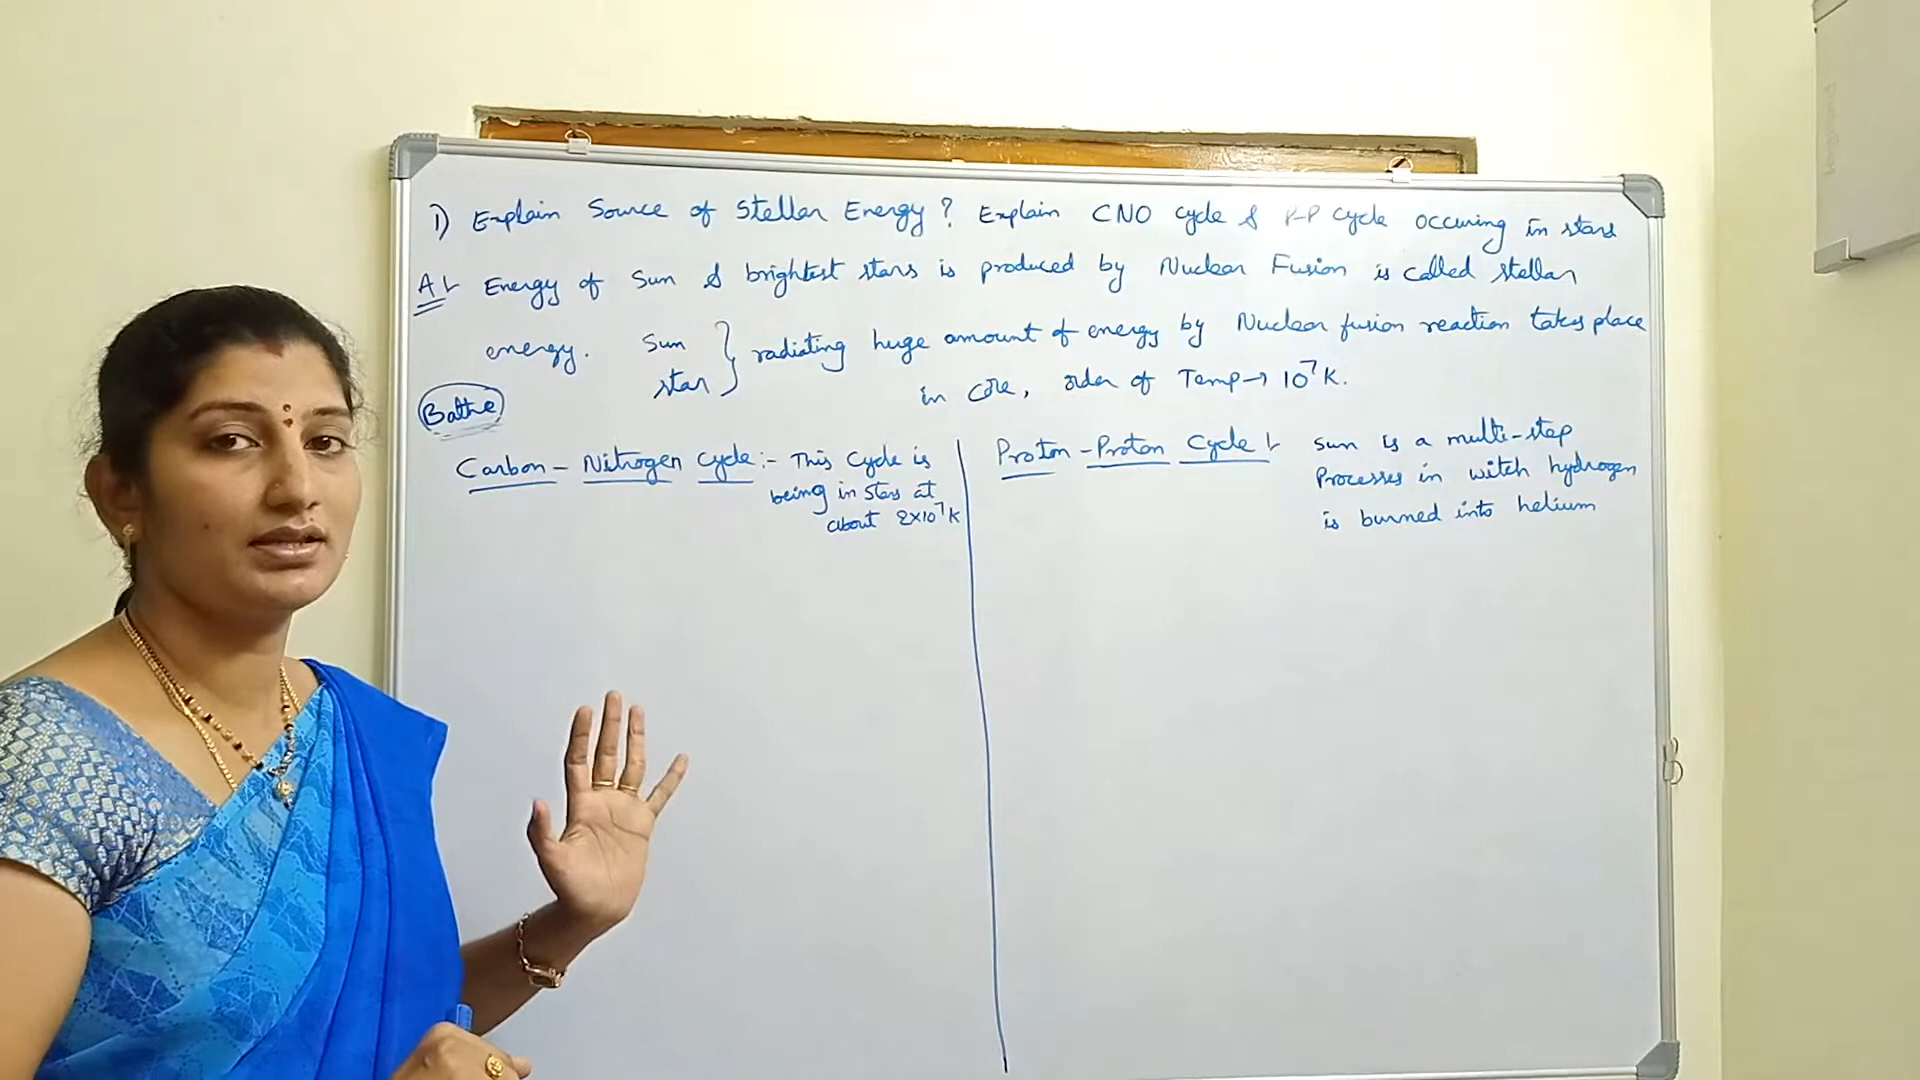 1) Explain Source of Stellar Energy? Explain CNO cycle & P-P cycle occuring in stars
A:- Energy of Sun & brightest stars is produced by Nuclear Fusion is called stellar
energy. Sun
star } radiating huge amount of energy by Nuclear fusion reaction takes place
in core, order of Temp → 10⁷ K.
Bathe
Carbon - Nitrogen cycle :- This Cycle is
being in stars at
about 2×10⁷ K
Proton - Proton Cycle :- Sun is a multi-step
Processes in witch hydrogen
is burned into helium